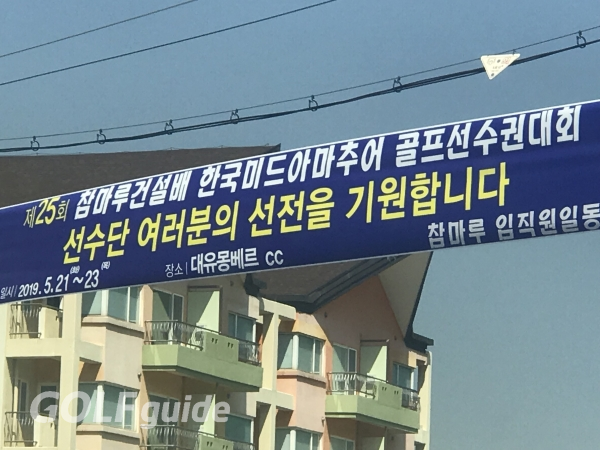 제25회 참마루건설배 한국미드아마추어 골프선수권대회
선수단 여러분의 선전을 기원합니다
일시| 2019. 5. 21(화)~23(목) 장소| 대유몽베르 CC 참마루 임직원일동
GOLFguide